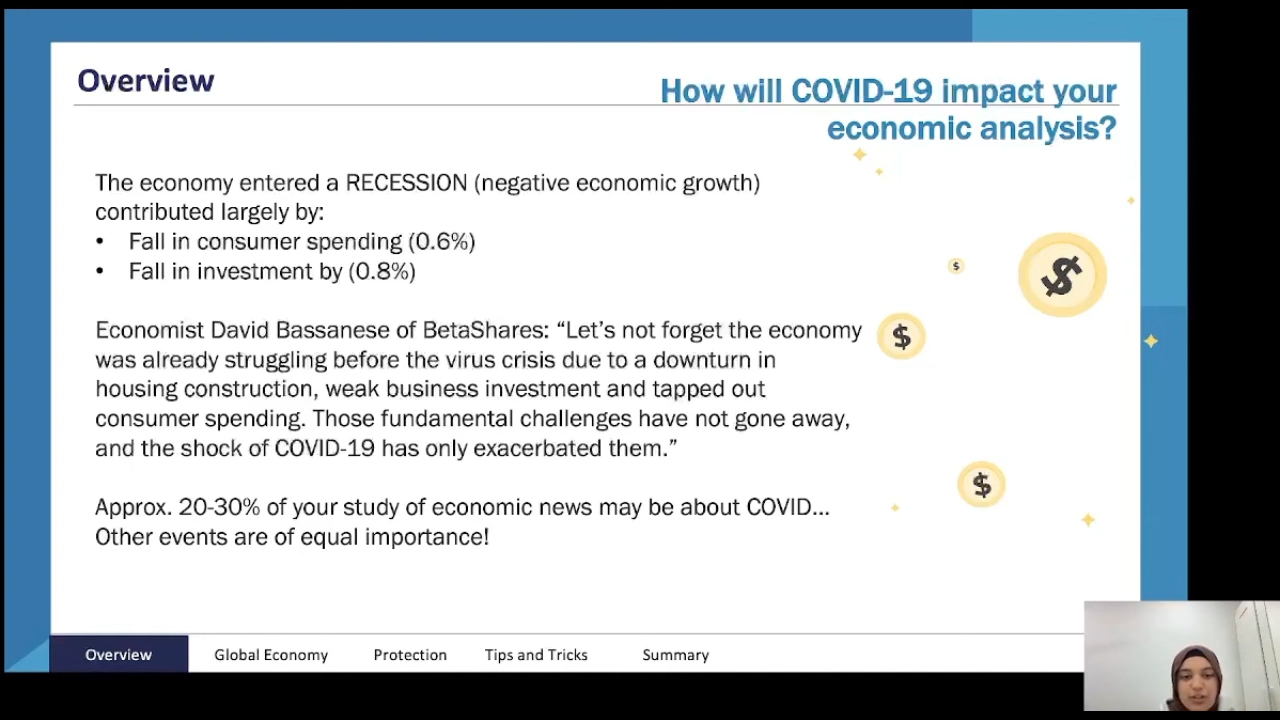 Overview
How will COVID-19 impact your
economic analysis?
The economy entered a RECESSION (negative economic growth)
contributed largely by:
• Fall in consumer spending (0.6%)
• Fall in investment by (0.8%)
Economist David Bassanese of BetaShares: “Let’s not forget the economy
was already struggling before the virus crisis due to a downturn in
housing construction, weak business investment and tapped out
consumer spending. Those fundamental challenges have not gone away,
and the shock of COVID-19 has only exacerbated them.”
Approx. 20-30% of your study of economic news may be about COVID...
Other events are of equal importance!
$
$
$
$
Overview
Global Economy
Protection
Tips and Tricks
Summary